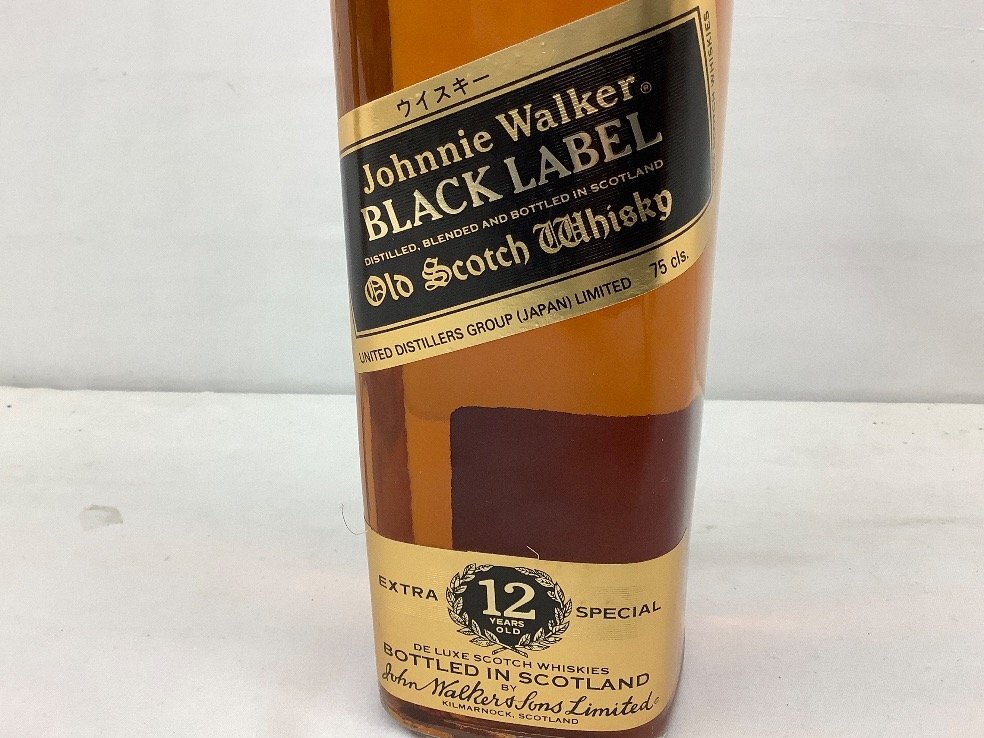 ウイスキー
Johnnie Walker®
BLACK LABEL
DISTILLED, BLENDED AND BOTTLED IN SCOTLAND
Old Scotch Whisky
UNITED DISTILLERS GROUP (JAPAN) LIMITED 75 cls.
WHISKIES
EXTRA 12 SPECIAL
YEARS
OLD
DE LUXE SCOTCH WHISKIES
BOTTLED IN SCOTLAND
BY
John Walker & Sons Limited
KILMARNOCK, SCOTLAND